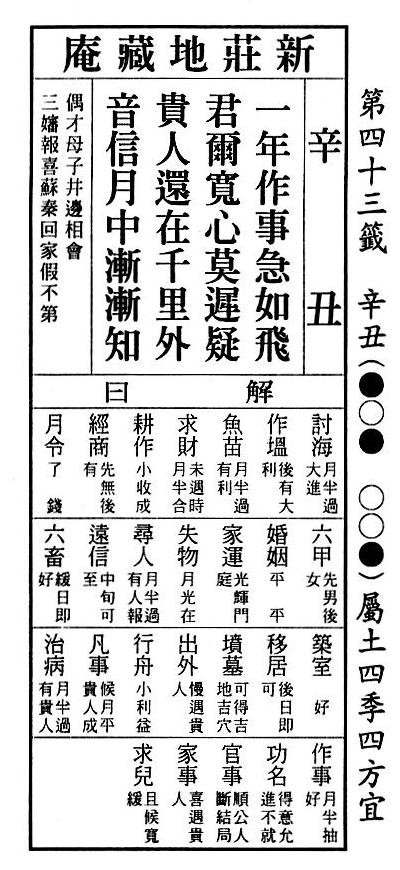 第四十三籤 辛丑(●○● ○○●)屬土四季四方宜
新莊地藏庵
辛丑
一年作事急如飛
君爾寬心莫遲疑
貴人還在千里外
音信月中漸漸知
偶才母子井邊相會
三嬸報喜蘇秦回家假不第
解曰
討海 月半過大進
作塭 後有大利
魚苗 月半過有利
求財 未遇時月半合
耕作 小收成
經商 先無後有
月令 了錢
六甲 先男後女
婚姻 平平
家運 光輝門庭
失物 月光在
尋人 月半過有人報
遠信 中旬可至
六畜 緩日即好
築室 好
移居 後日即可
墳墓 可得吉地吉穴
出外 慢遇貴人
行舟 小利益
凡事 候月平貴人成
治病 月半過有貴人
作事 月半抽好
功名 得意允進不就
官事 順公人斷結局
家事 喜遇貴人
求兒 且候寬緩